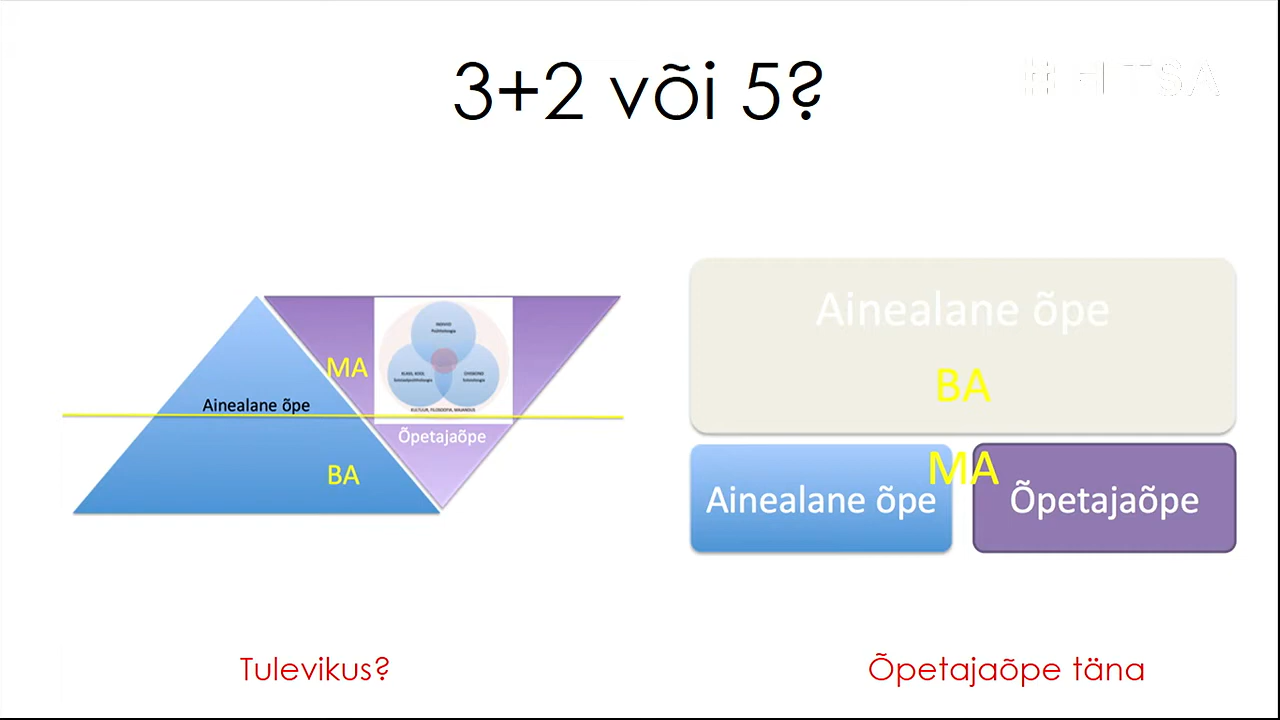 3+2 või 5?
MA
Ainealane õpe
Õpetajaõpe
BA
Ainealane õpe
BA
MA
Ainealane õpe
Õpetajaõpe
Tulevikus?
Õpetajaõpe täna